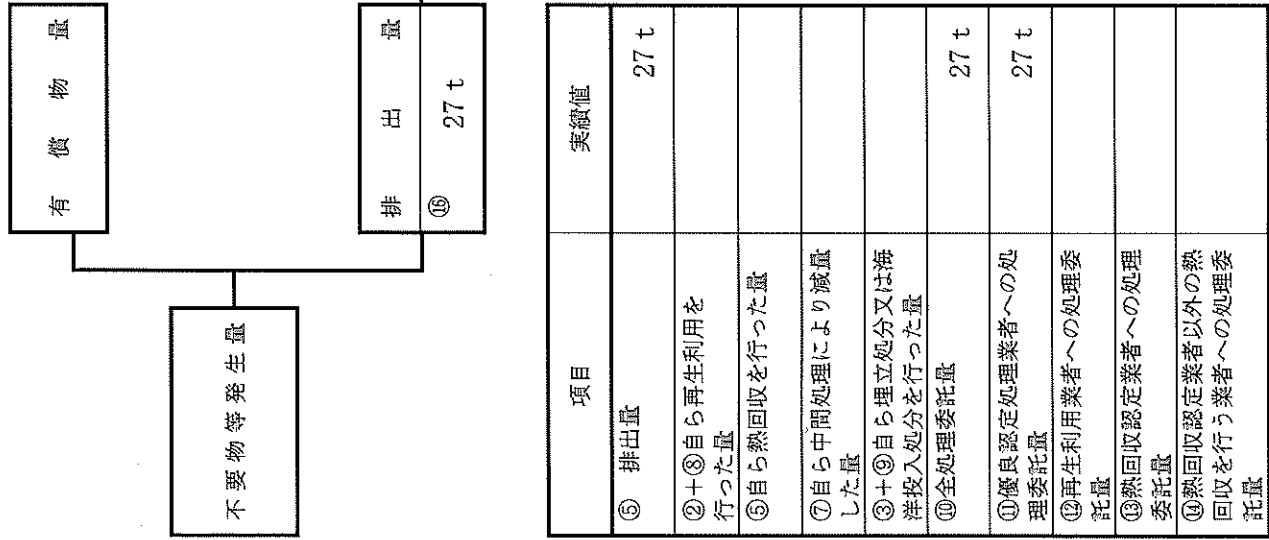 不要物等発生量
有償物量
排出量
⑯ 27 t
項目 実績値
⑤ 排出量 27 t
②＋⑧自ら再生利用を
行った量
⑤自ら熱回収を行った量
⑦自ら中間処理により減量
した量
③＋⑨自ら埋立処分又は海
洋投入処分を行った量
⑩全処理委託量 27 t
⑪優良認定処理業者への処
理委託量 27 t
⑫再生利用業者への処理委
託量
⑬熱回収認定業者への処理
委託量
⑭熱回収認定業者以外の熱
回収を行う業者への処理委
託量